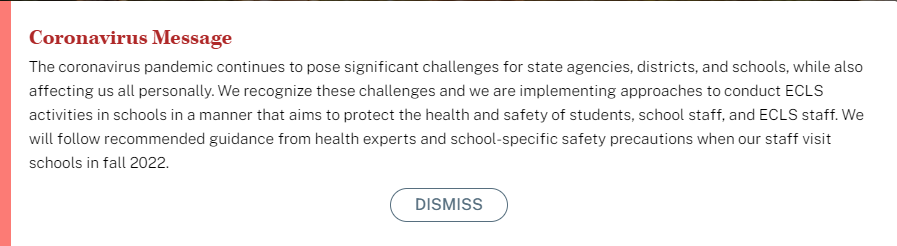 Coronavirus Message
The coronavirus pandemic continues to pose significant challenges for state agencies, districts, and schools, while also
affecting us all personally. We recognize these challenges and we are implementing approaches to conduct ECLS
activities in schools in a manner that aims to protect the health and safety of students, school staff, and ECLS staff. We
will follow recommended guidance from health experts and school-specific safety precautions when our staff visit
schools in fall 2022.
DISMISS